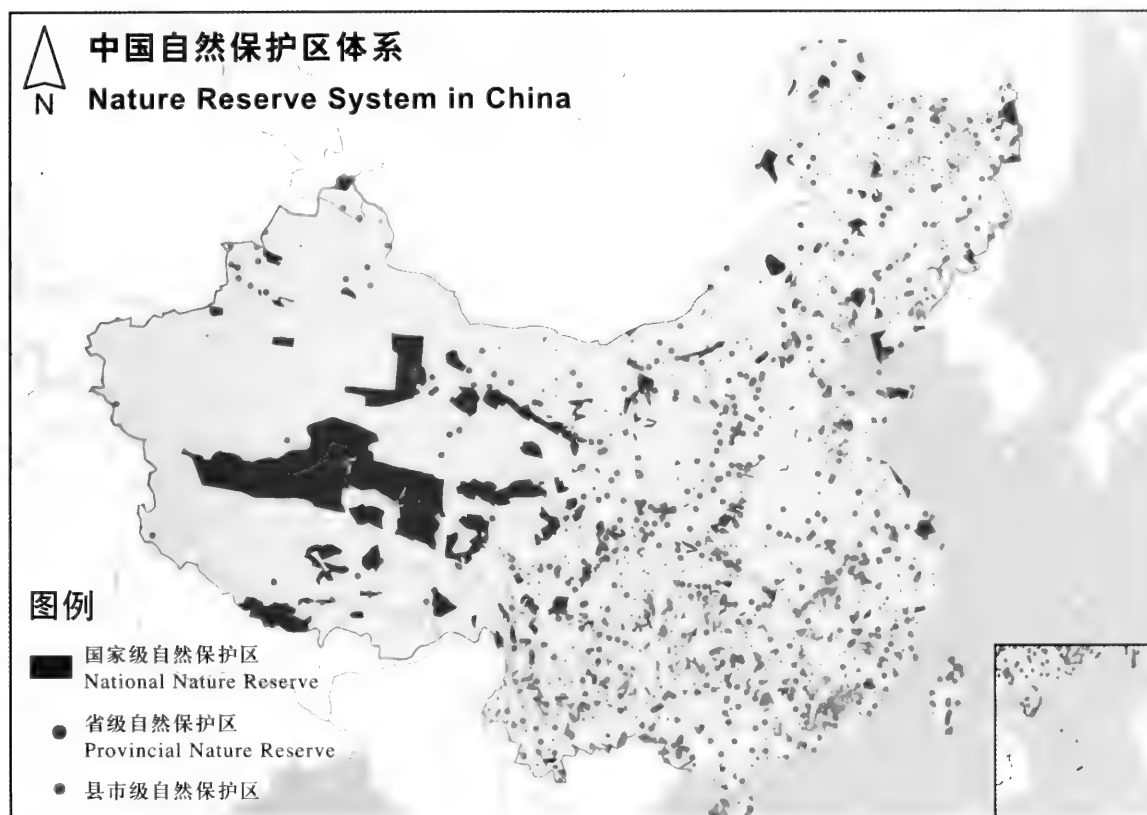 中国自然保护区体系
N
Nature Reserve System in China
图例
国家级自然保护区
National Nature Reserve
省级自然保护区
Provincial Nature Reserve
县市级自然保护区